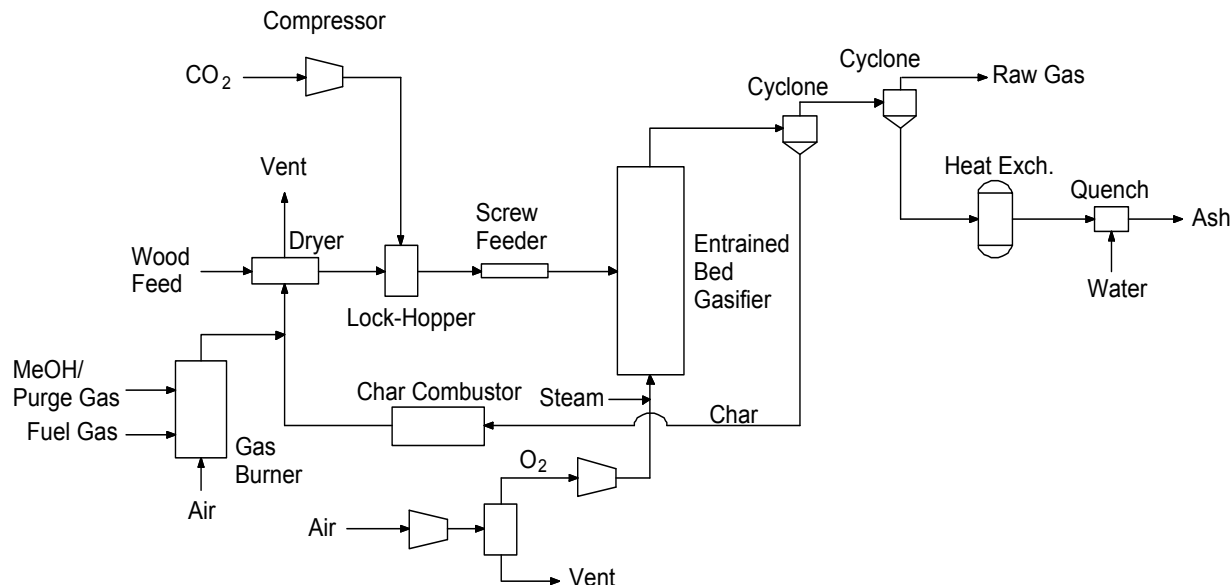 Compressor
CO2
Cyclone
Raw Gas
Cyclone
Vent
Heat Exch.
Quench
Ash
Water
Screw
Feeder
Dryer
Wood
Feed
Entrained
Bed
Gasifier
Lock-Hopper
MeOH/
Purge Gas
Fuel Gas
Char Combustor
Steam
Char
Gas
Burner
Air
O2
Air
Vent